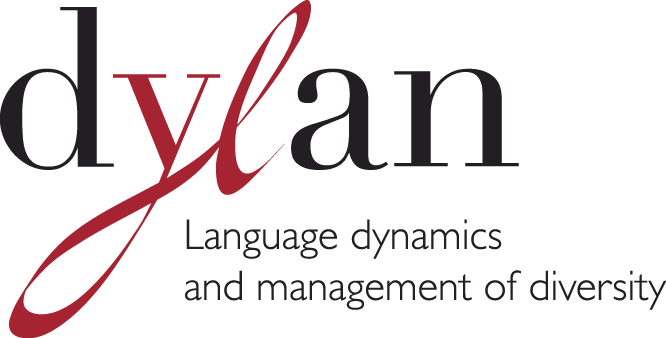 dylan
Language dynamics
and management of diversity